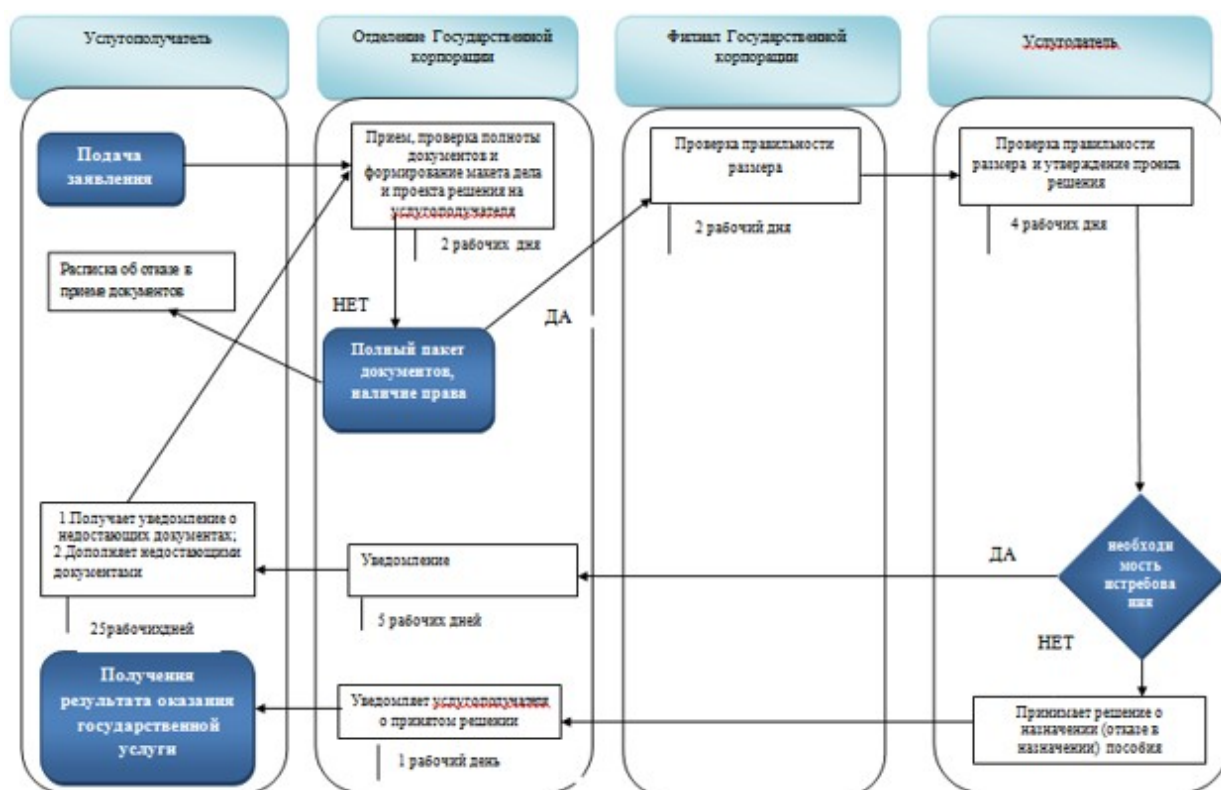 Услугополучатель
Отделение Государственной
корпорации
Филиал Государственной
корпорации
Услугодатель
Подача
заявления
Прием, проверка полноты
документов и
формирование макета дела
и проекта решения на
услугополучателя
2 рабочих дня
Проверка правильности
размера
2 рабочий дня
Проверка правильности
размера и утверждение проекта
решения
4 рабочих дня
Расписка об отказе в
приеме документов
НЕТ
ДА
Полный пакет
документов,
наличие права
1.Получает уведомление о
недостающих документах;
2.Дополняет недостающими
документами
25рабочихдней
Уведомление
5 рабочих дней
ДА
необходи
мость
истребова
ния
НЕТ
Получения
результата оказания
государственной
услуги
Уведомляет услугополучателя
о принятом решении
1 рабочий день
Принимает решение о
назначении (отказе в
назначении) пособия